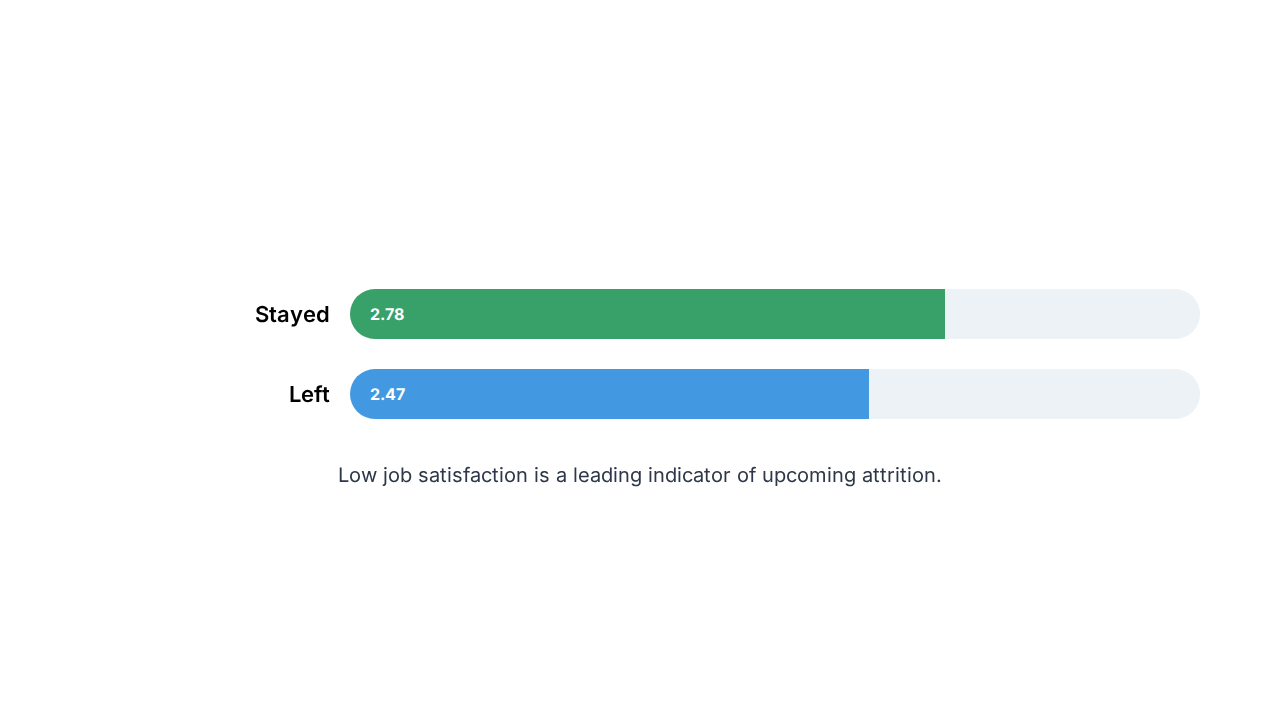 Stayed 2.78
Left 2.47
Low job satisfaction is a leading indicator of upcoming attrition.